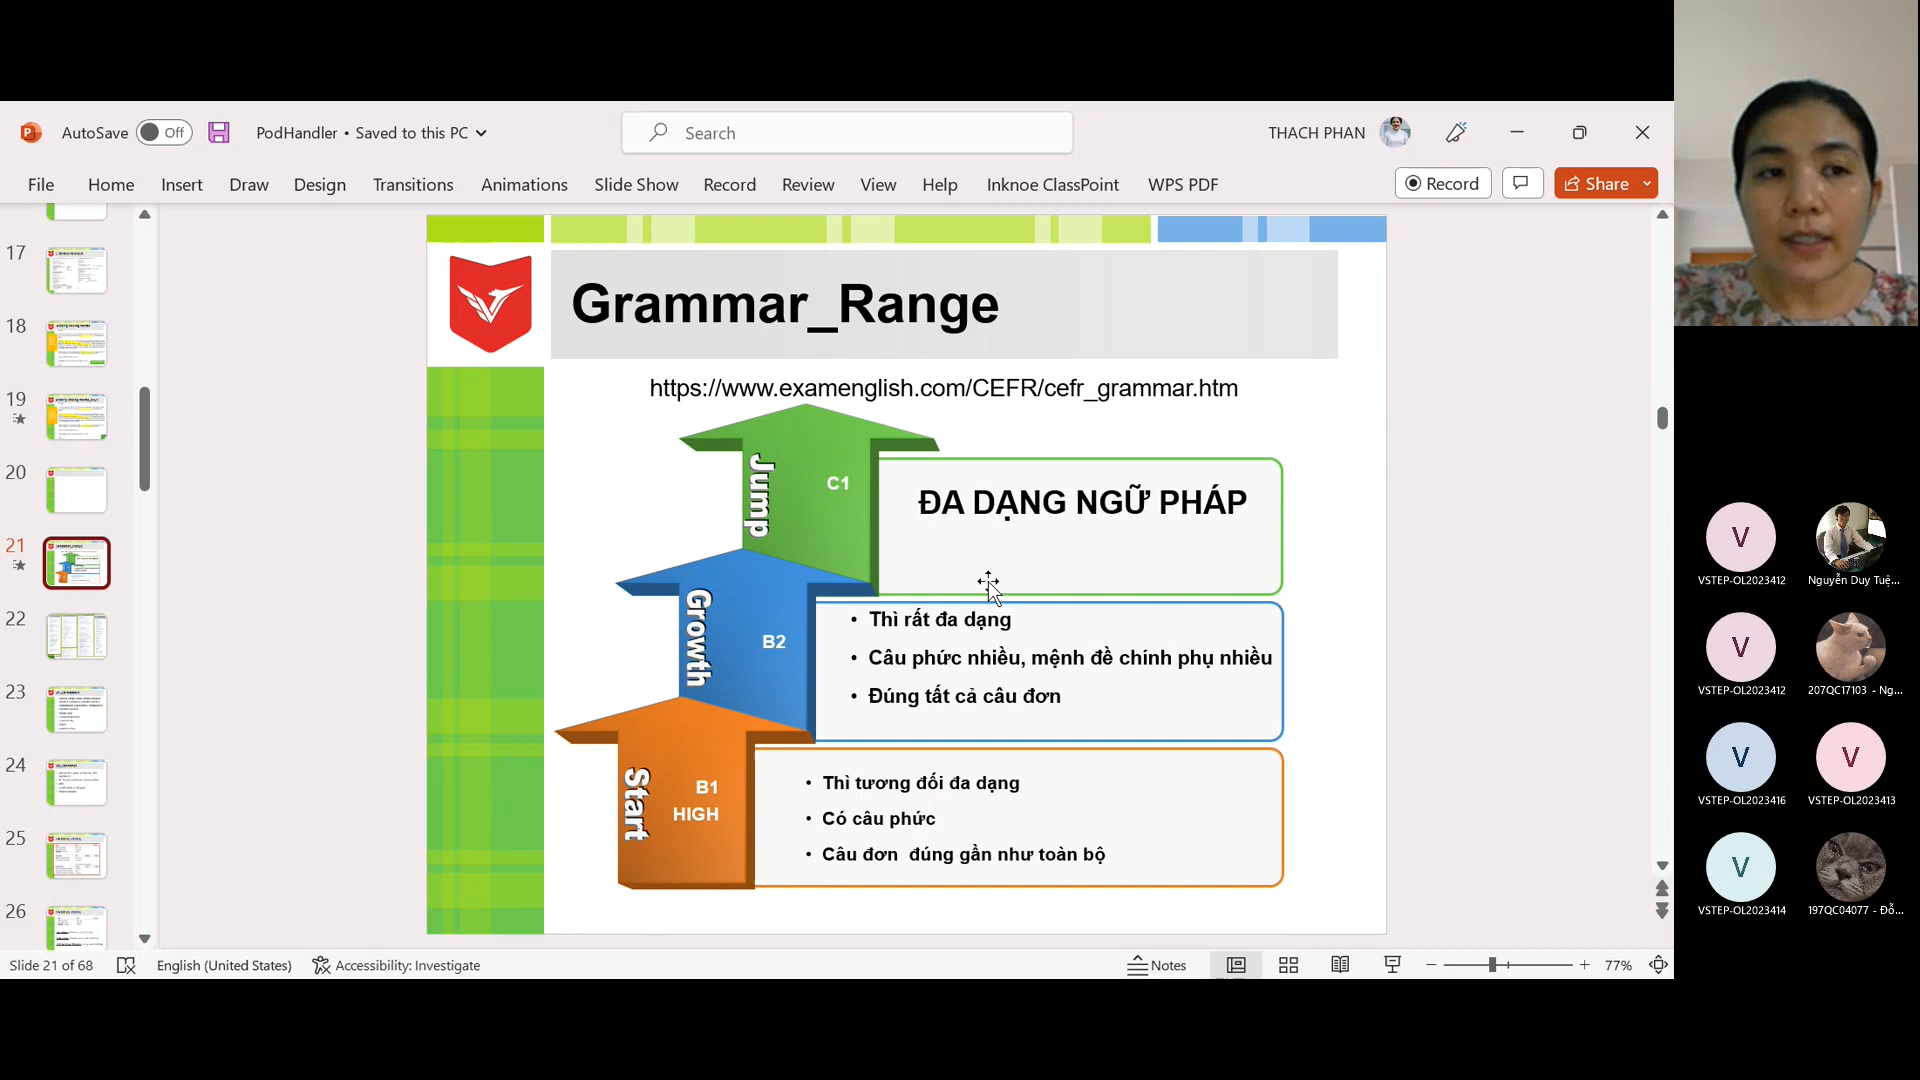 AutoSave Off PodHandler • Saved to this PC Search THACH PHAN
File Home Insert Draw Design Transitions Animations Slide Show Record Review View Help Inknoe ClassPoint WPS PDF Record Share
17
18
19
20
21
22
23
24
25
26
Grammar_Range
https://www.examenglish.com/CEFR/cefr_grammar.htm
Jump
C1
ĐA DẠNG NGỮ PHÁP
Growth
B2
• Thì rất đa dạng
• Câu phức nhiều, mệnh đề chính phụ nhiều
• Đúng tất cả câu đơn
Start
B1
HIGH
• Thì tương đối đa dạng
• Có câu phức
• Câu đơn đúng gần như toàn bộ
V
VSTEP-OL2023412
Nguyễn Duy Tuệ...
V
VSTEP-OL2023412
207QC17103 - Ng...
V
VSTEP-OL2023416
V
VSTEP-OL2023413
V
VSTEP-OL2023414
197QC04077 - Đỗ...
Slide 21 of 68 English (United States) Accessibility: Investigate Notes 77%